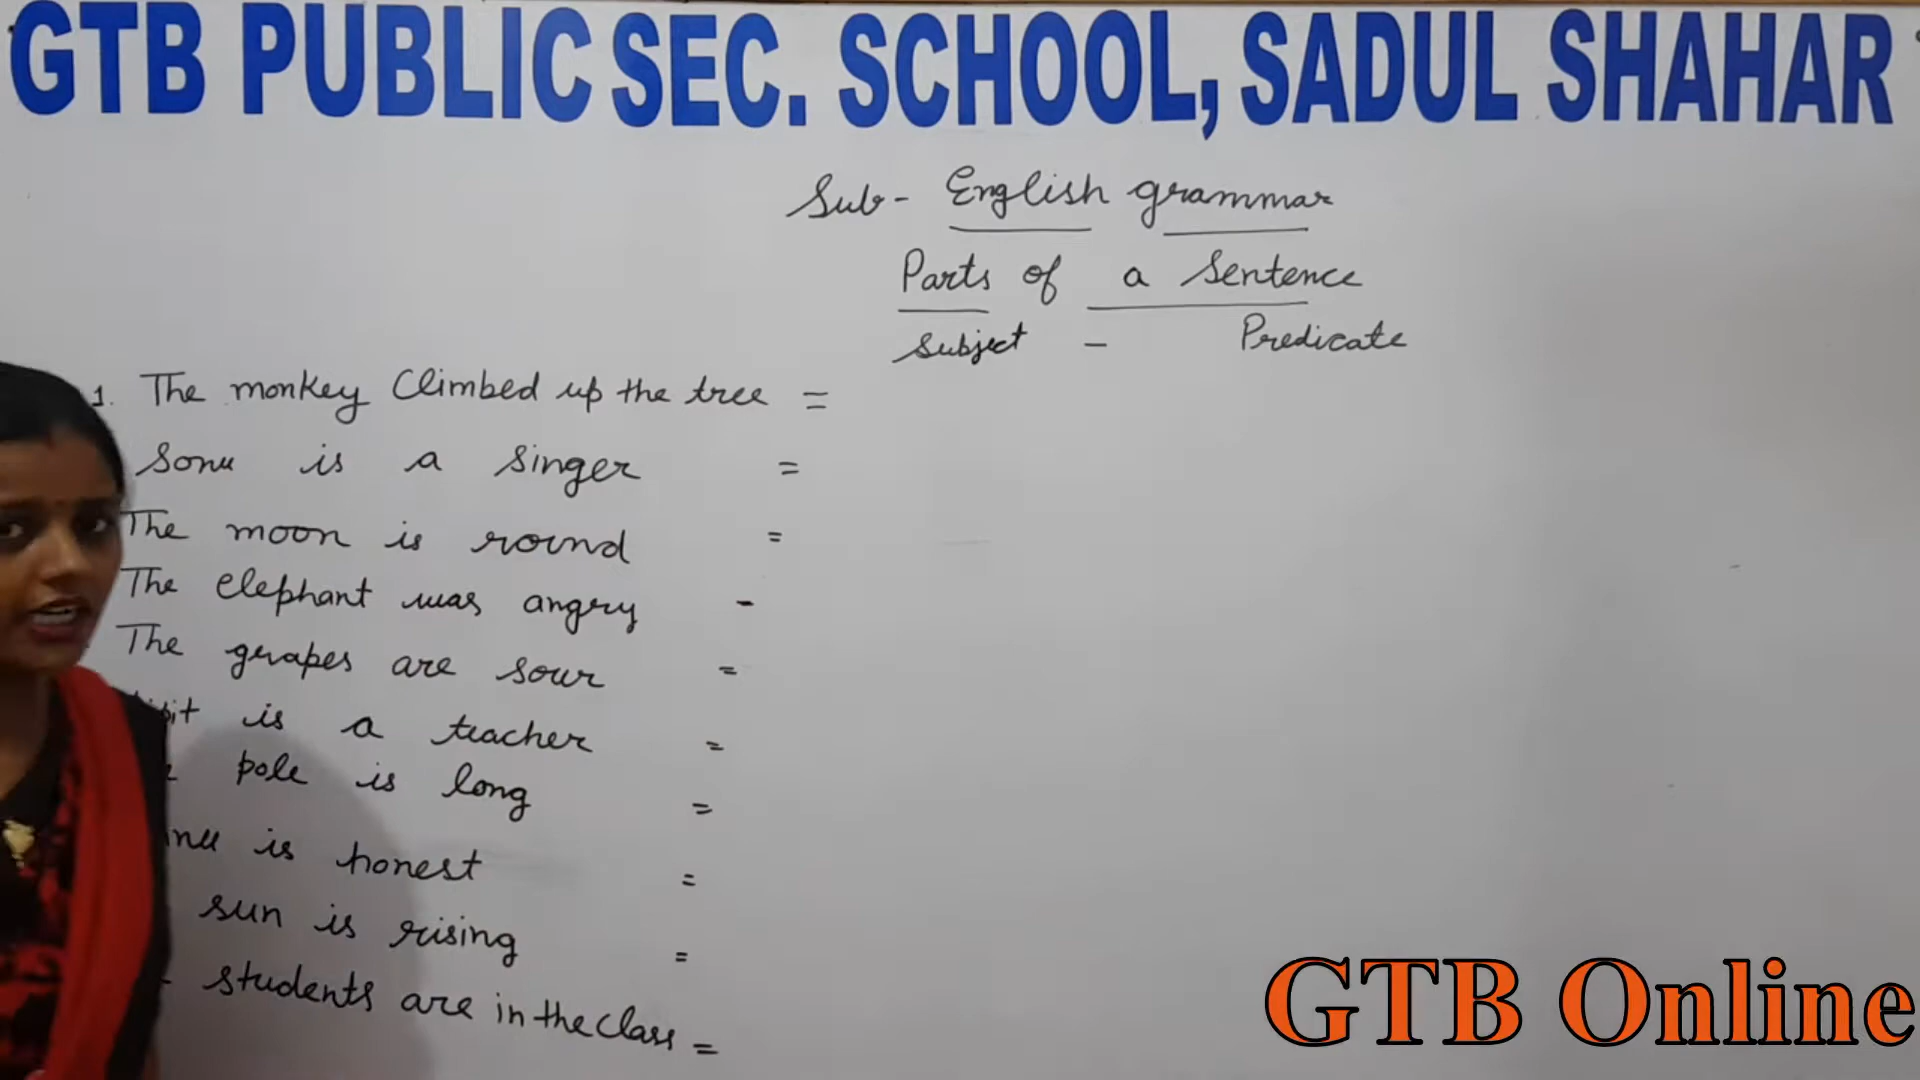 GTB PUBLIC SEC. SCHOOL, SADUL SHAHAR
Sub - English grammar
Parts of a Sentence
Subject - Predicate
1. The monkey Climbed up the tree =
Sonu is a singer =
The moon is round =
The elephant was angry -
The grapes are sour =
is a teacher =
pole is long =
is honest =
sun is rising =
students are in the class =
GTB Online